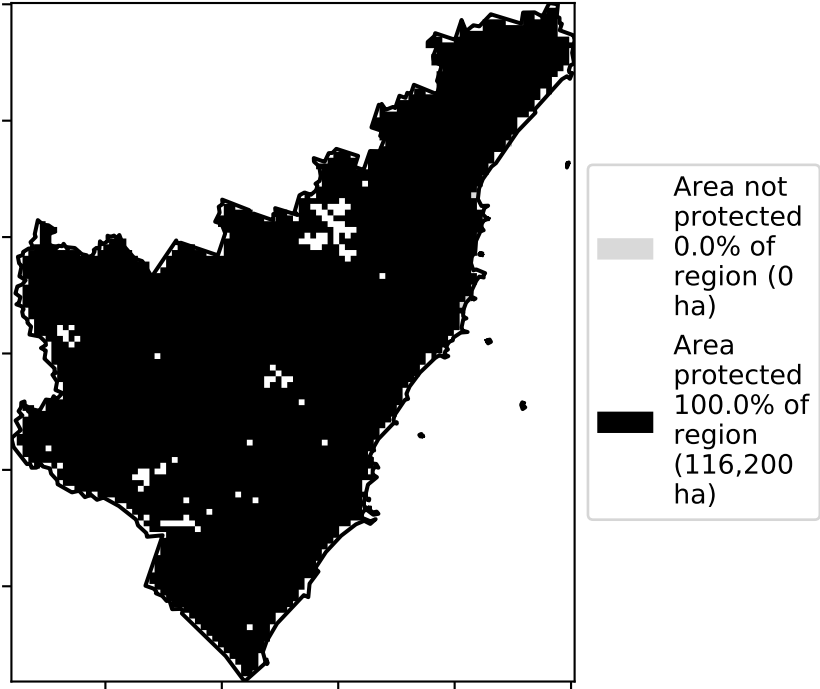 Area not
protected
0.0% of
region (0
ha)
Area
protected
100.0% of
region
(116,200
ha)